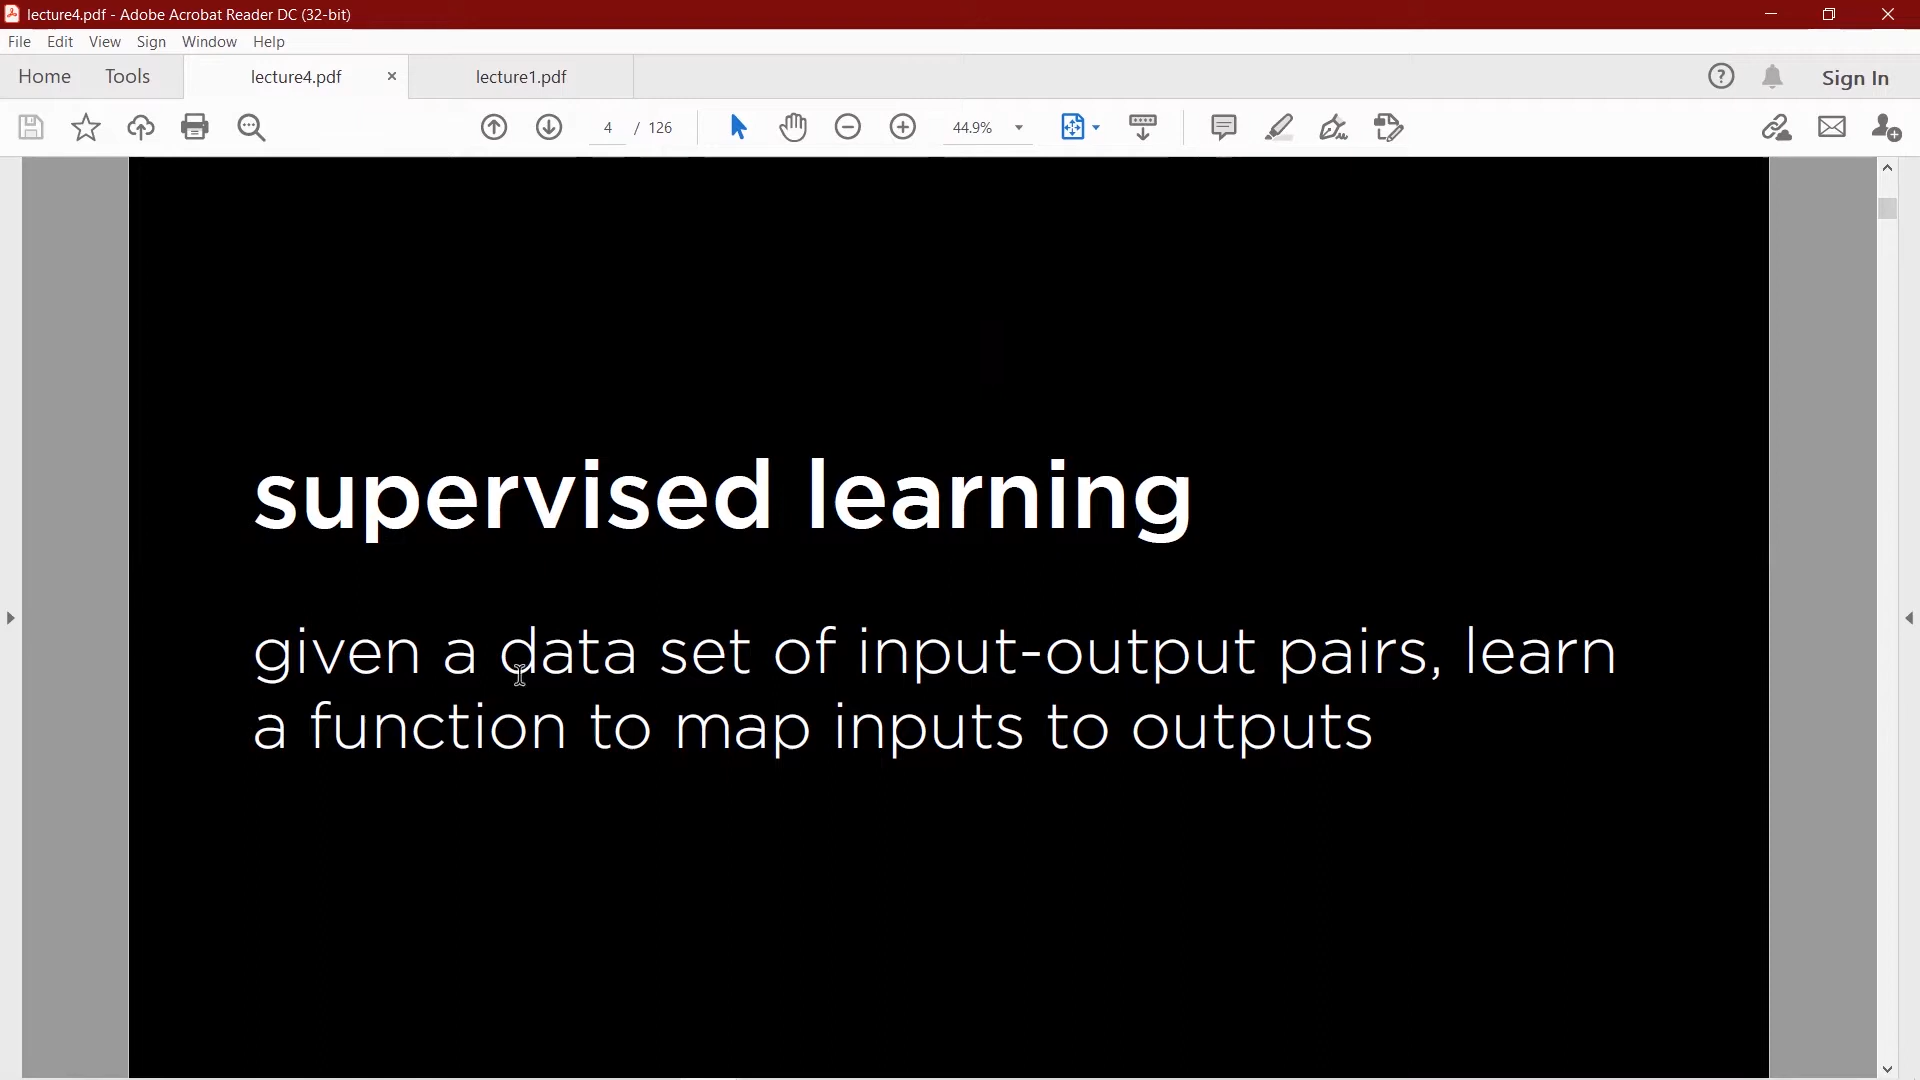 lecture4.pdf - Adobe Acrobat Reader DC (32-bit)
File Edit View Sign Window Help
Home Tools lecture4.pdf × lecture1.pdf ? Sign In
4 / 126 44.9%
supervised learning
given a data set of input-output pairs, learn
a function to map inputs to outputs